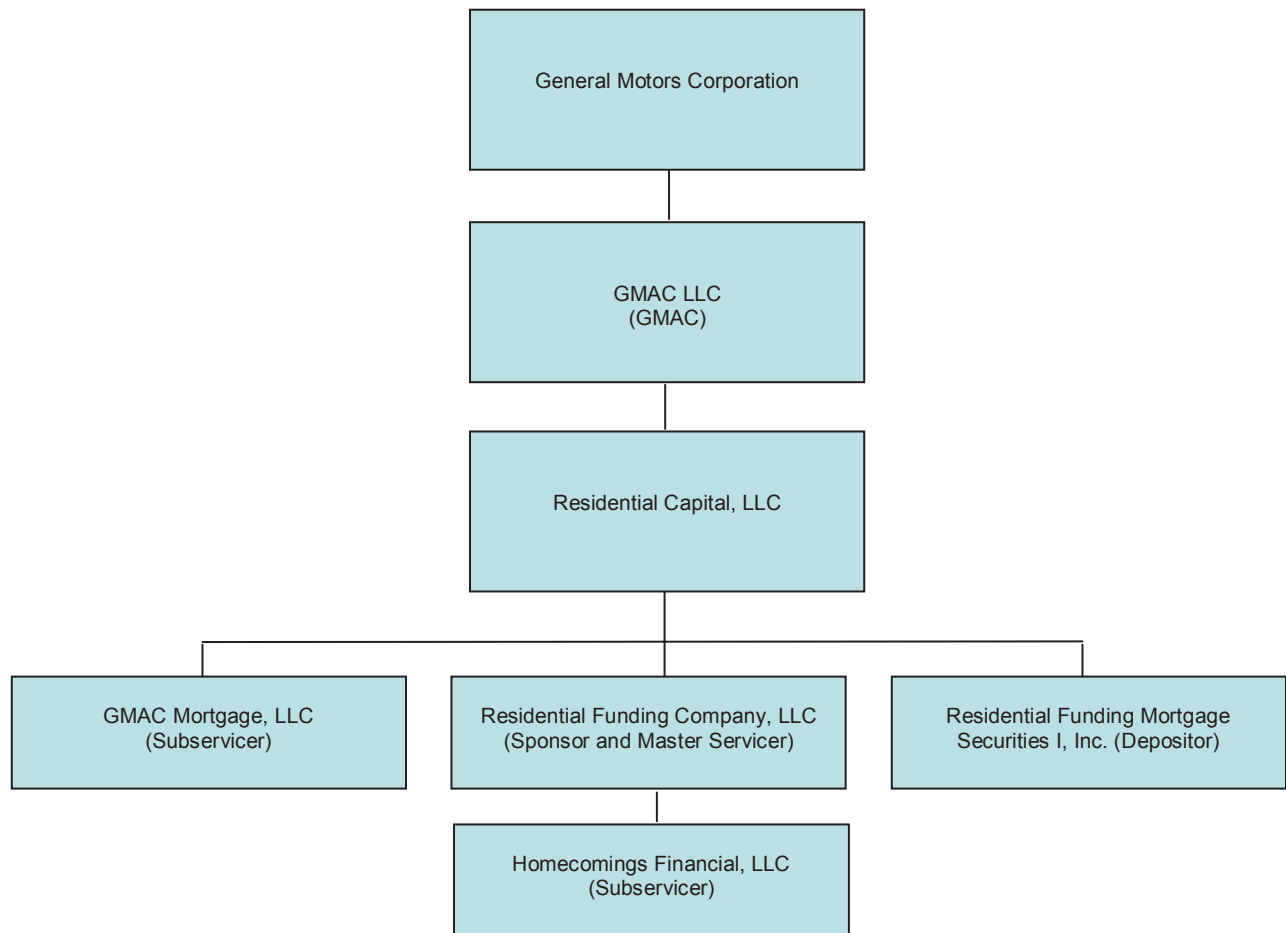 General Motors Corporation
GMAC LLC
(GMAC)
Residential Capital, LLC
GMAC Mortgage, LLC
(Subservicer)
Residential Funding Company, LLC
(Sponsor and Master Servicer)
Residential Funding Mortgage
Securities I, Inc. (Depositor)
Homecomings Financial, LLC
(Subservicer)